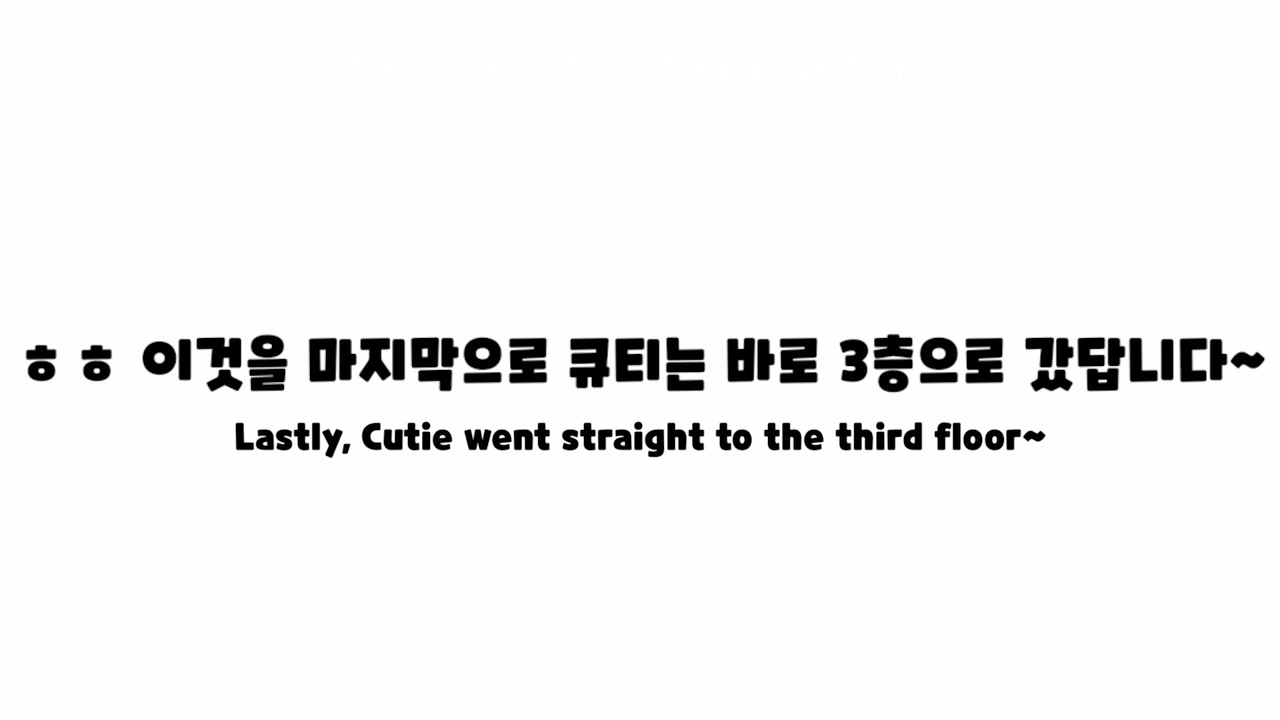 ㅎㅎ 이것을 마지막으로 큐티는 바로 3층으로 갔답니다~
Lastly, Cutie went straight to the third floor~